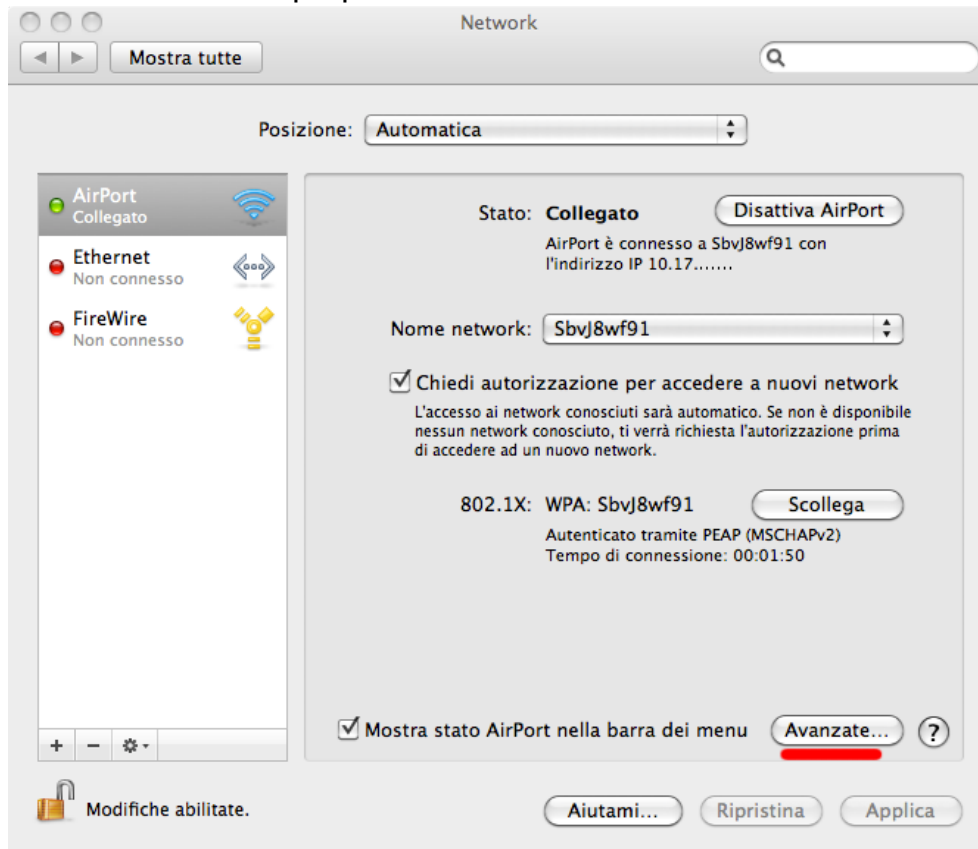 Network
Mostra tutte
Posizione: Automatica
AirPort
Collegato
Ethernet
Non connesso
FireWire
Non connesso
Stato: Collegato Disattiva AirPort
AirPort è connesso a SbvJ8wf91 con
l'indirizzo IP 10.17.......
Nome network: SbvJ8wf91
Chiedi autorizzazione per accedere a nuovi network
L'accesso ai network conosciuti sarà automatico. Se non è disponibile
nessun network conosciuto, ti verrà richiesta l'autorizzazione prima
di accedere ad un nuovo network.
802.1X: WPA: SbvJ8wf91 Scollega
Autenticato tramite PEAP (MSCHAPv2)
Tempo di connessione: 00:01:50
Mostra stato AirPort nella barra dei menu Avanzate... ?
Modifiche abilitate.
Aiutami... Ripristina Applica